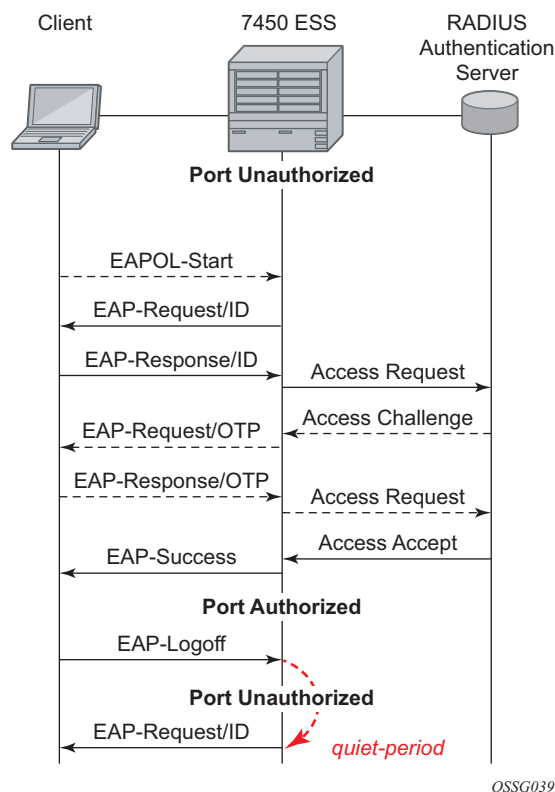 Client
7450 ESS
RADIUS
Authentication
Server
Port Unauthorized
EAPOL-Start
EAP-Request/ID
EAP-Response/ID
Access Request
Access Challenge
EAP-Request/OTP
EAP-Response/OTP
Access Request
Access Accept
EAP-Success
Port Authorized
EAP-Logoff
Port Unauthorized
EAP-Request/ID
quiet-period
OSSG039